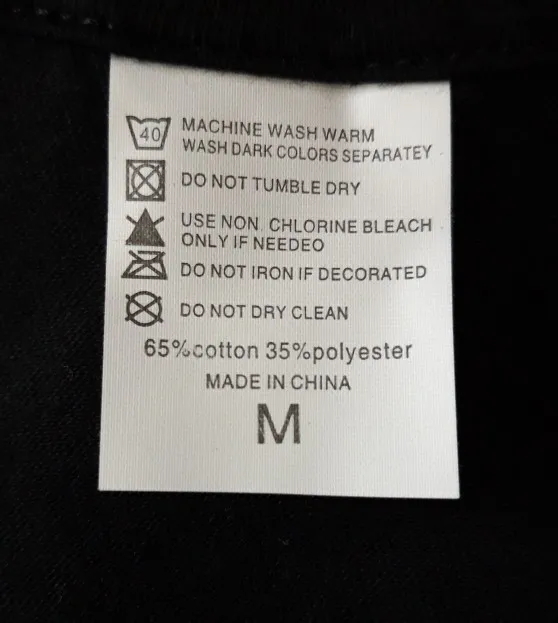 40
MACHINE WASH WARM
WASH DARK COLORS SEPARATEY
DO NOT TUMBLE DRY
USE NON CHLORINE BLEACH
ONLY IF NEEDEO
DO NOT IRON IF DECORATED
DO NOT DRY CLEAN
65%cotton 35%polyester
MADE IN CHINA
M